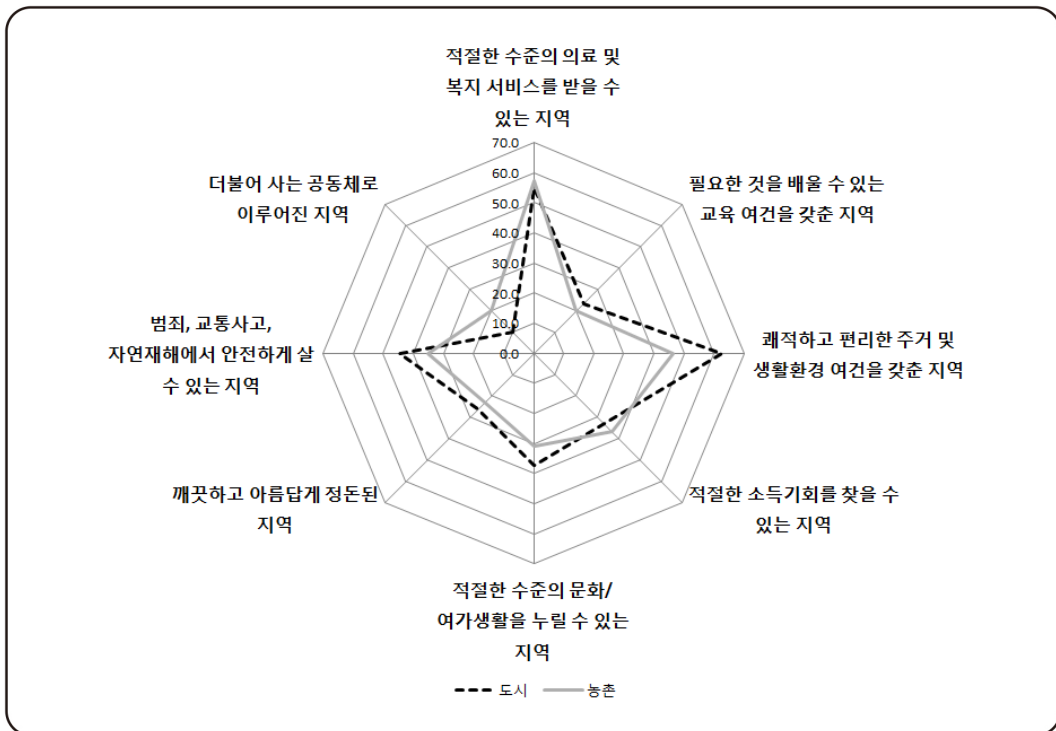 적절한 수준의 의료 및
복지 서비스를 받을 수
있는 지역
70.0
60.0
50.0
40.0
30.0
20.0
10.0
0.0
더불어 사는 공동체로
이루어진 지역
필요한 것을 배울 수 있는
교육 여건을 갖춘 지역
범죄, 교통사고,
자연재해에서 안전하게 살
수 있는 지역
쾌적하고 편리한 주거 및
생활환경 여건을 갖춘 지역
깨끗하고 아름답게 정돈된
지역
적절한 소득기회를 찾을 수
있는 지역
적절한 수준의 문화/
여가생활을 누릴 수 있는
지역
도시 농촌